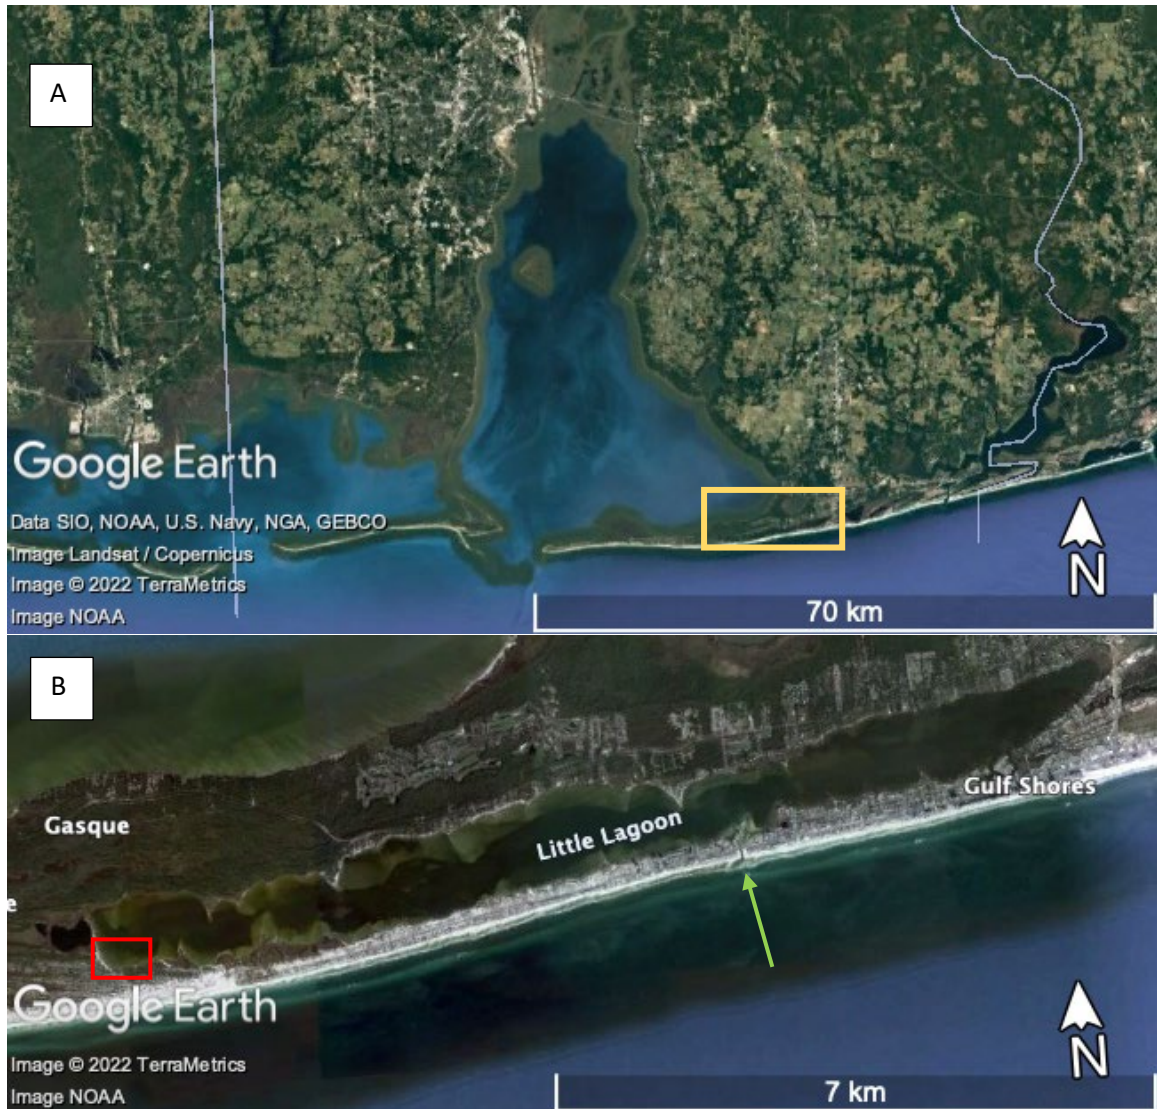 A
Google Earth
Data SIO, NOAA, U.S. Navy, NGA, GEBCO
Image Landsat / Copernicus
Image © 2022 TerraMetrics
Image NOAA
N
70 km
B
Gulf Shores
Little Lagoon
Gasque
e
Google Earth
Image © 2022 TerraMetrics
Image NOAA
N
7 km